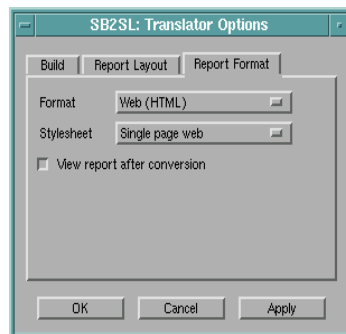 SB2SL: Translator Options
Build Report Layout Report Format
Format Web (HTML)
Stylesheet Single page web
View report after conversion
OK Cancel Apply